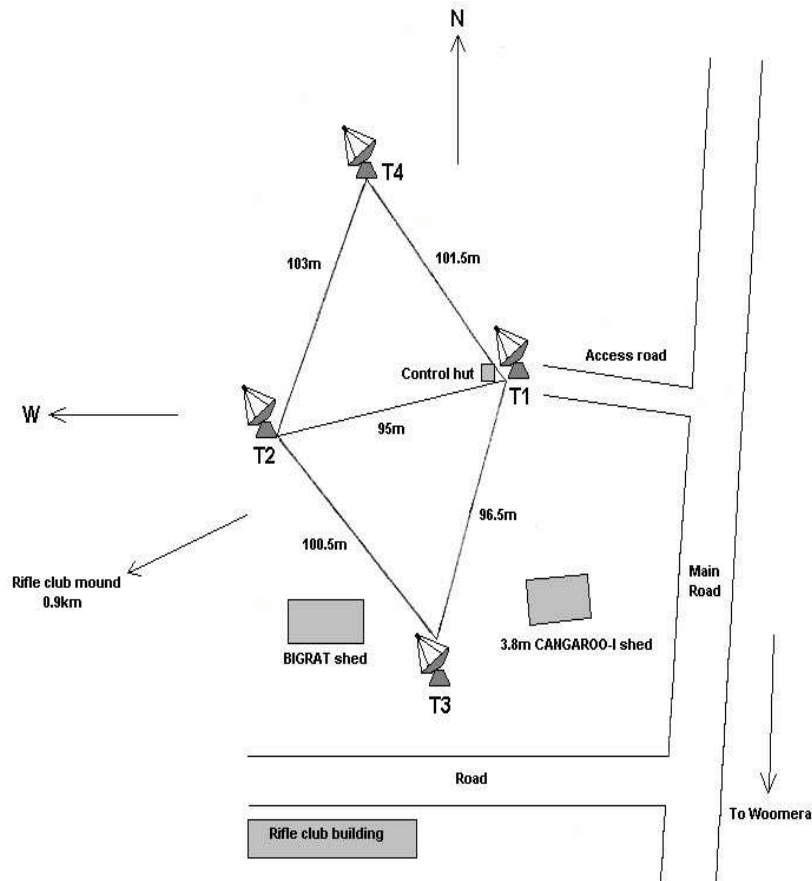 N
T4
103m
101.5m
Access road
Control hut
T1
W
95m
T2
96.5m
100.5m
Rifle club mound
0.9km
Main
Road
3.8m CANGAROO-I shed
BIGRAT shed
T3
Road
To Woomera
Rifle club building